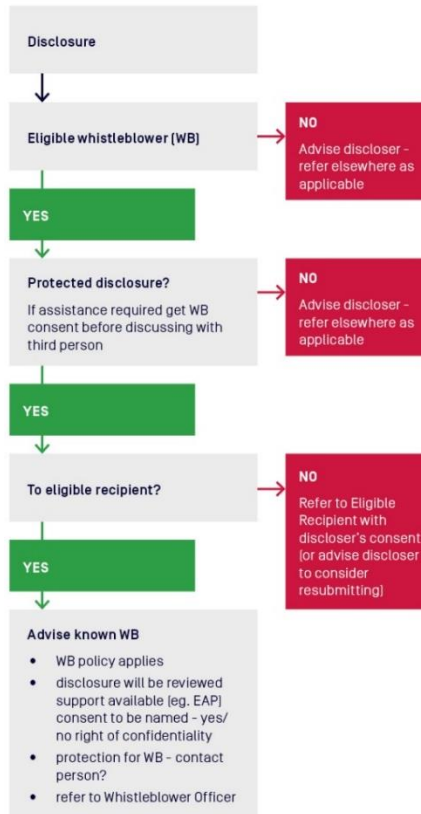 Disclosure
Eligible whistleblower (WB)
NO
Advise discloser -
refer elsewhere as
applicable
YES
Protected disclosure?
If assistance required get WB
consent before discussing with
third person
NO
Advise discloser -
refer elsewhere as
applicable
YES
To eligible recipient?
NO
Refer to Eligible
Recipient with
discloser's consent
(or advise discloser
to consider
resubmitting)
YES
Advise known WB
• WB policy applies
• disclosure will be reviewed
support available (eg. EAP)
consent to be named - yes/
no right of confidentiality
• protection for WB - contact
person?
• refer to Whistleblower Officer